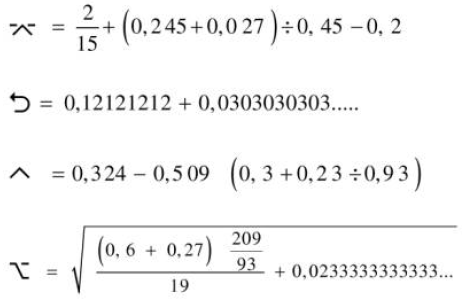 ⌤ = 2/15 + (0,245+0,027)÷0,45 −0,2
⮌ = 0,12121212 + 0,0303030303.....
^ = 0,324 − 0,509 (0,3 +0,23 ÷0,93)
⌥ = √((0,6 + 0,27) 209/93 / 19 + 0,0233333333333...)